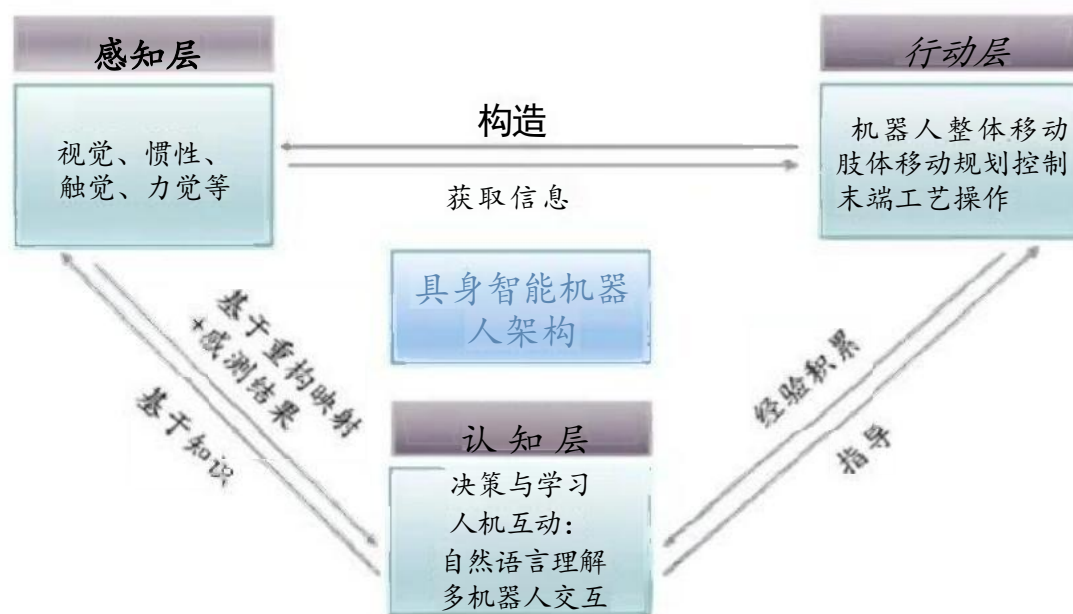 感知层
行动层
视觉、惯性、
触觉、力觉等
构造
获取信息
机器人整体移动
肢体移动规划控制
末端工艺操作
具身智能机器
人架构
基于重构映射
+感测结果
基于知识
经验积累
指导
认知层
决策与学习
人机互动：
自然语言理解
多机器人交互